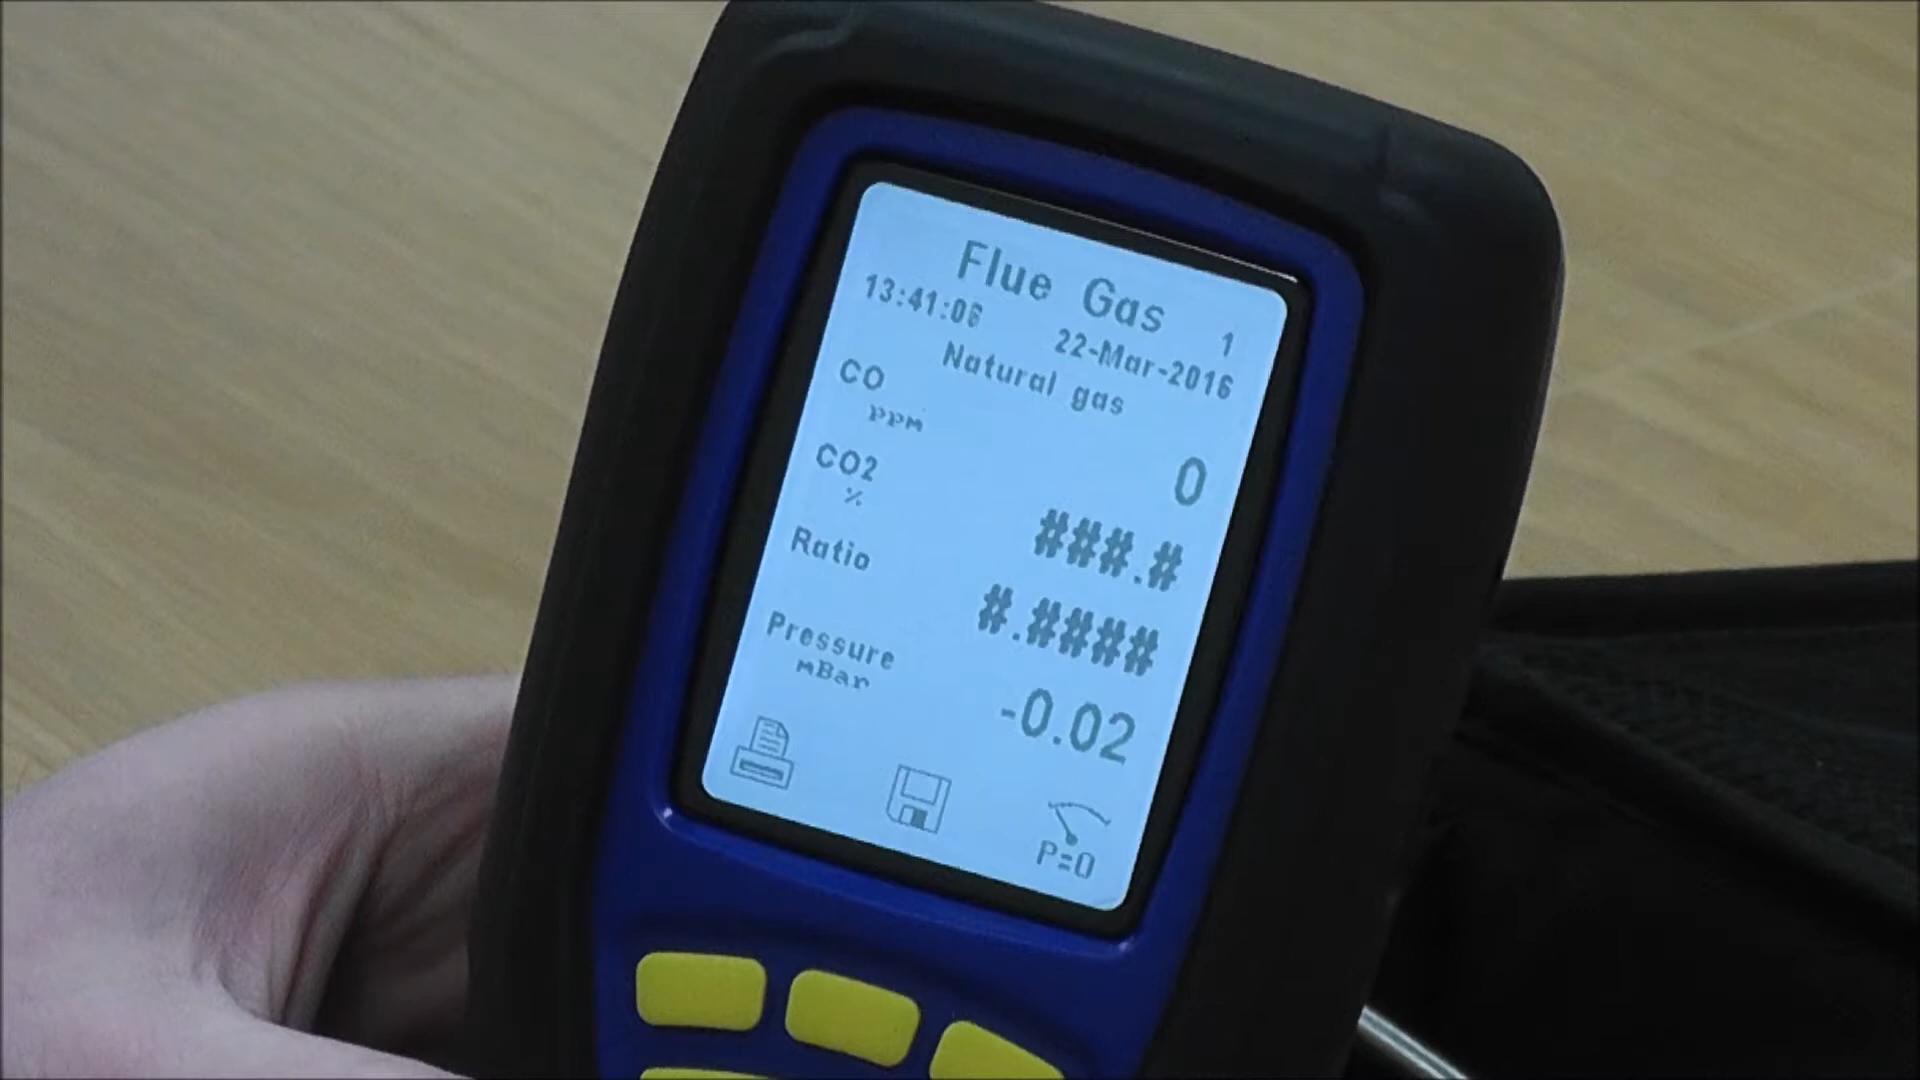 Flue Gas
13:41:06 1
22-Mar-2016
Natural gas
CO 0
ppm
CO2 ###.#
%
Ratio #.####
Pressure -0.02
mBar
P=0